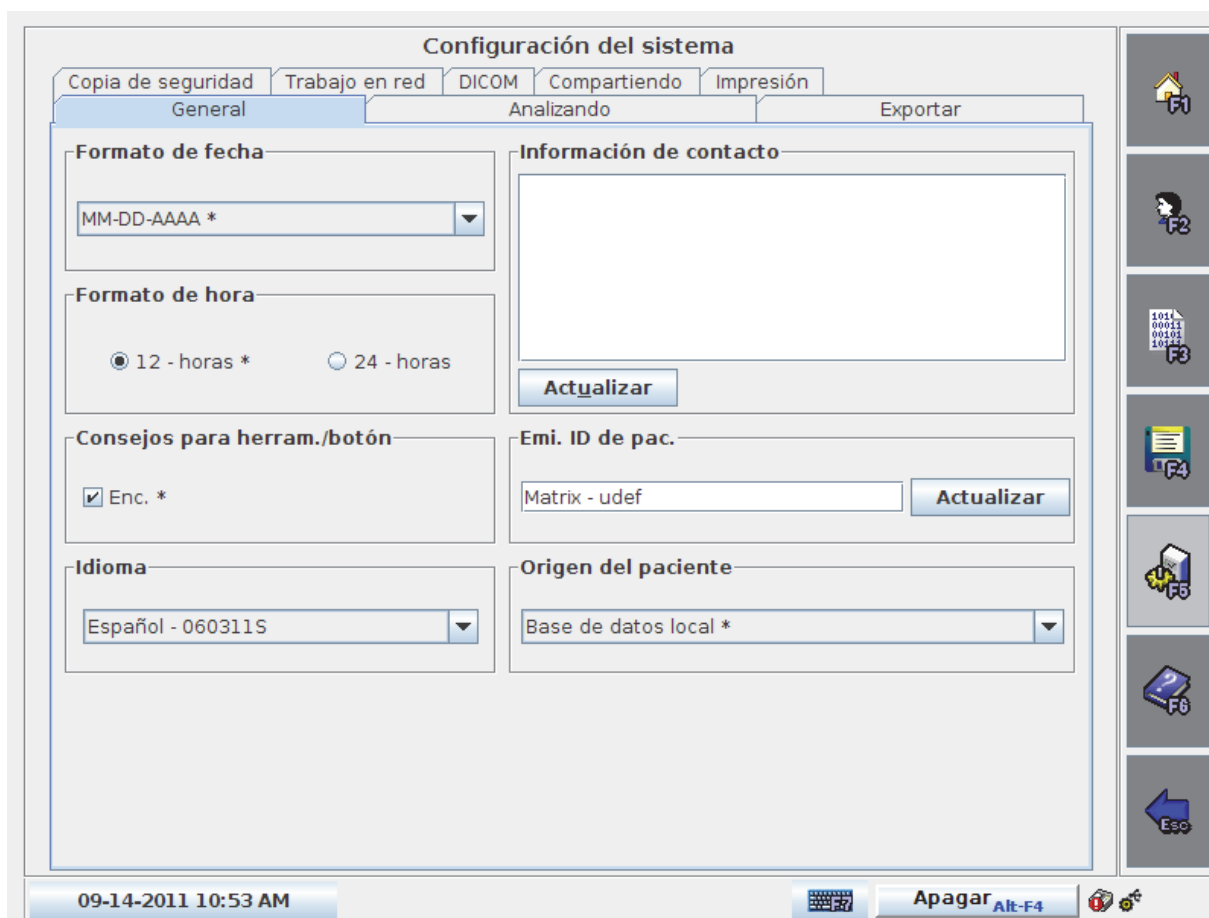 Configuración del sistema
Copia de seguridad Trabajo en red DICOM Compartiendo Impresión
General Analizando Exportar
Formato de fecha
MM-DD-AAAA *
Formato de hora
12 - horas * 24 - horas
Consejos para herram./botón
Enc. *
Idioma
Español - 060311S
Información de contacto
Actualizar
Emi. ID de pac.
Matrix - udef Actualizar
Origen del paciente
Base de datos local *
F1
F2
F3
F4
F5
F6
Esc
09-14-2011 10:53 AM
F7
Apagar Alt-F4